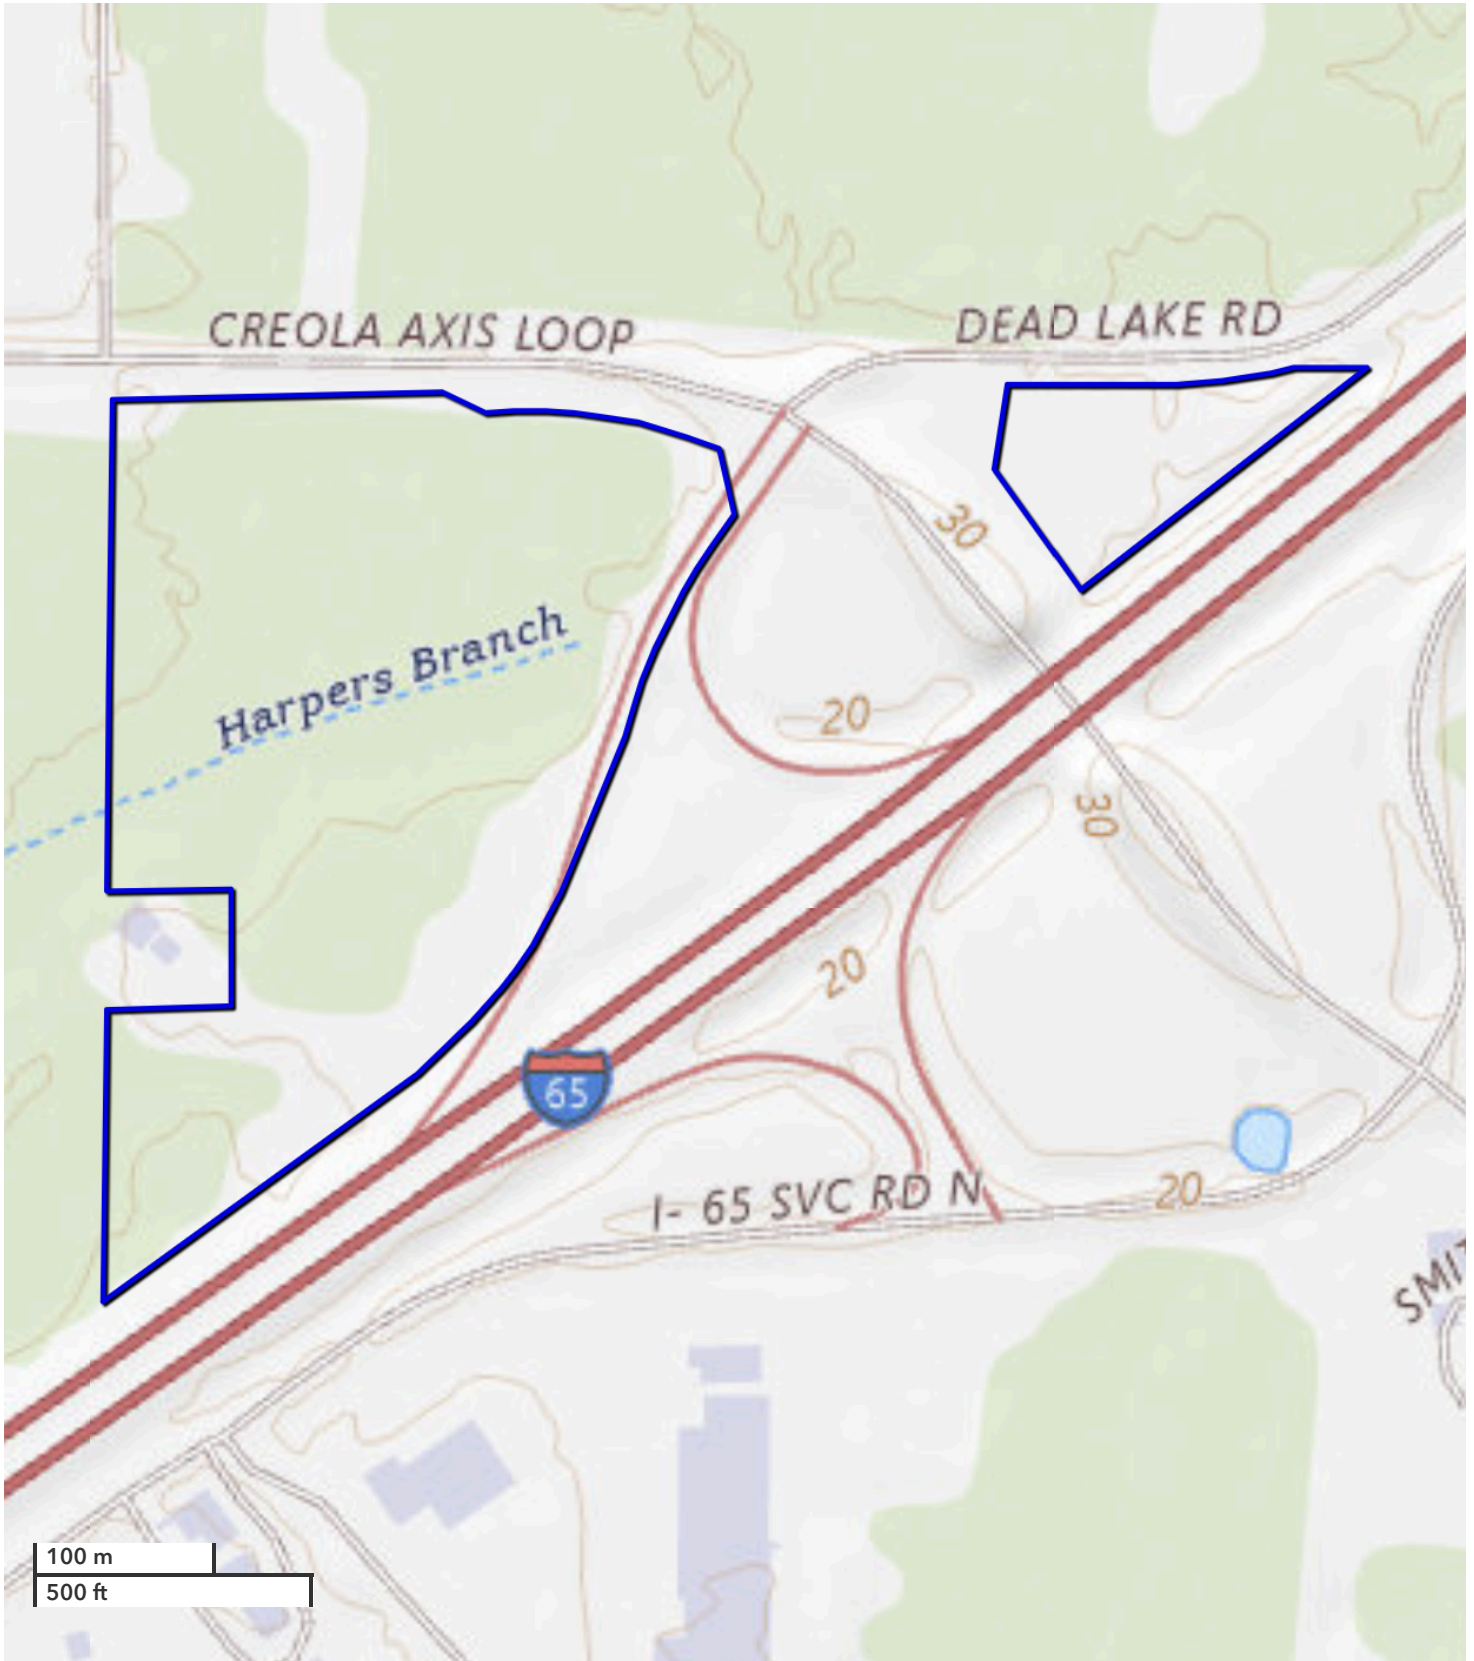 CREOLA AXIS LOOP
DEAD LAKE RD
30
Harpers Branch
20
30
20
65
I- 65 SVC RD N
20
SMIT
100 m
500 ft